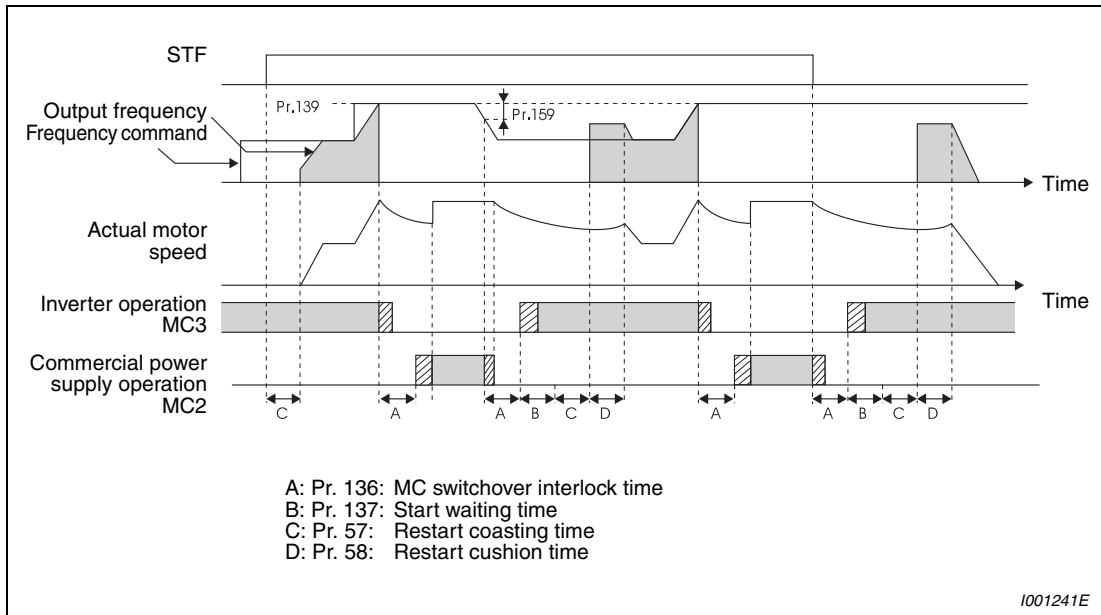 STF
Pr.139
Pr.159
Output frequency
Frequency command
Time
Actual motor
speed
Time
Inverter operation
MC3
Commercial power
supply operation
MC2
C A A B C D A A B C D
A: Pr. 136: MC switchover interlock time
B: Pr. 137: Start waiting time
C: Pr. 57: Restart coasting time
D: Pr. 58: Restart cushion time
I001241E